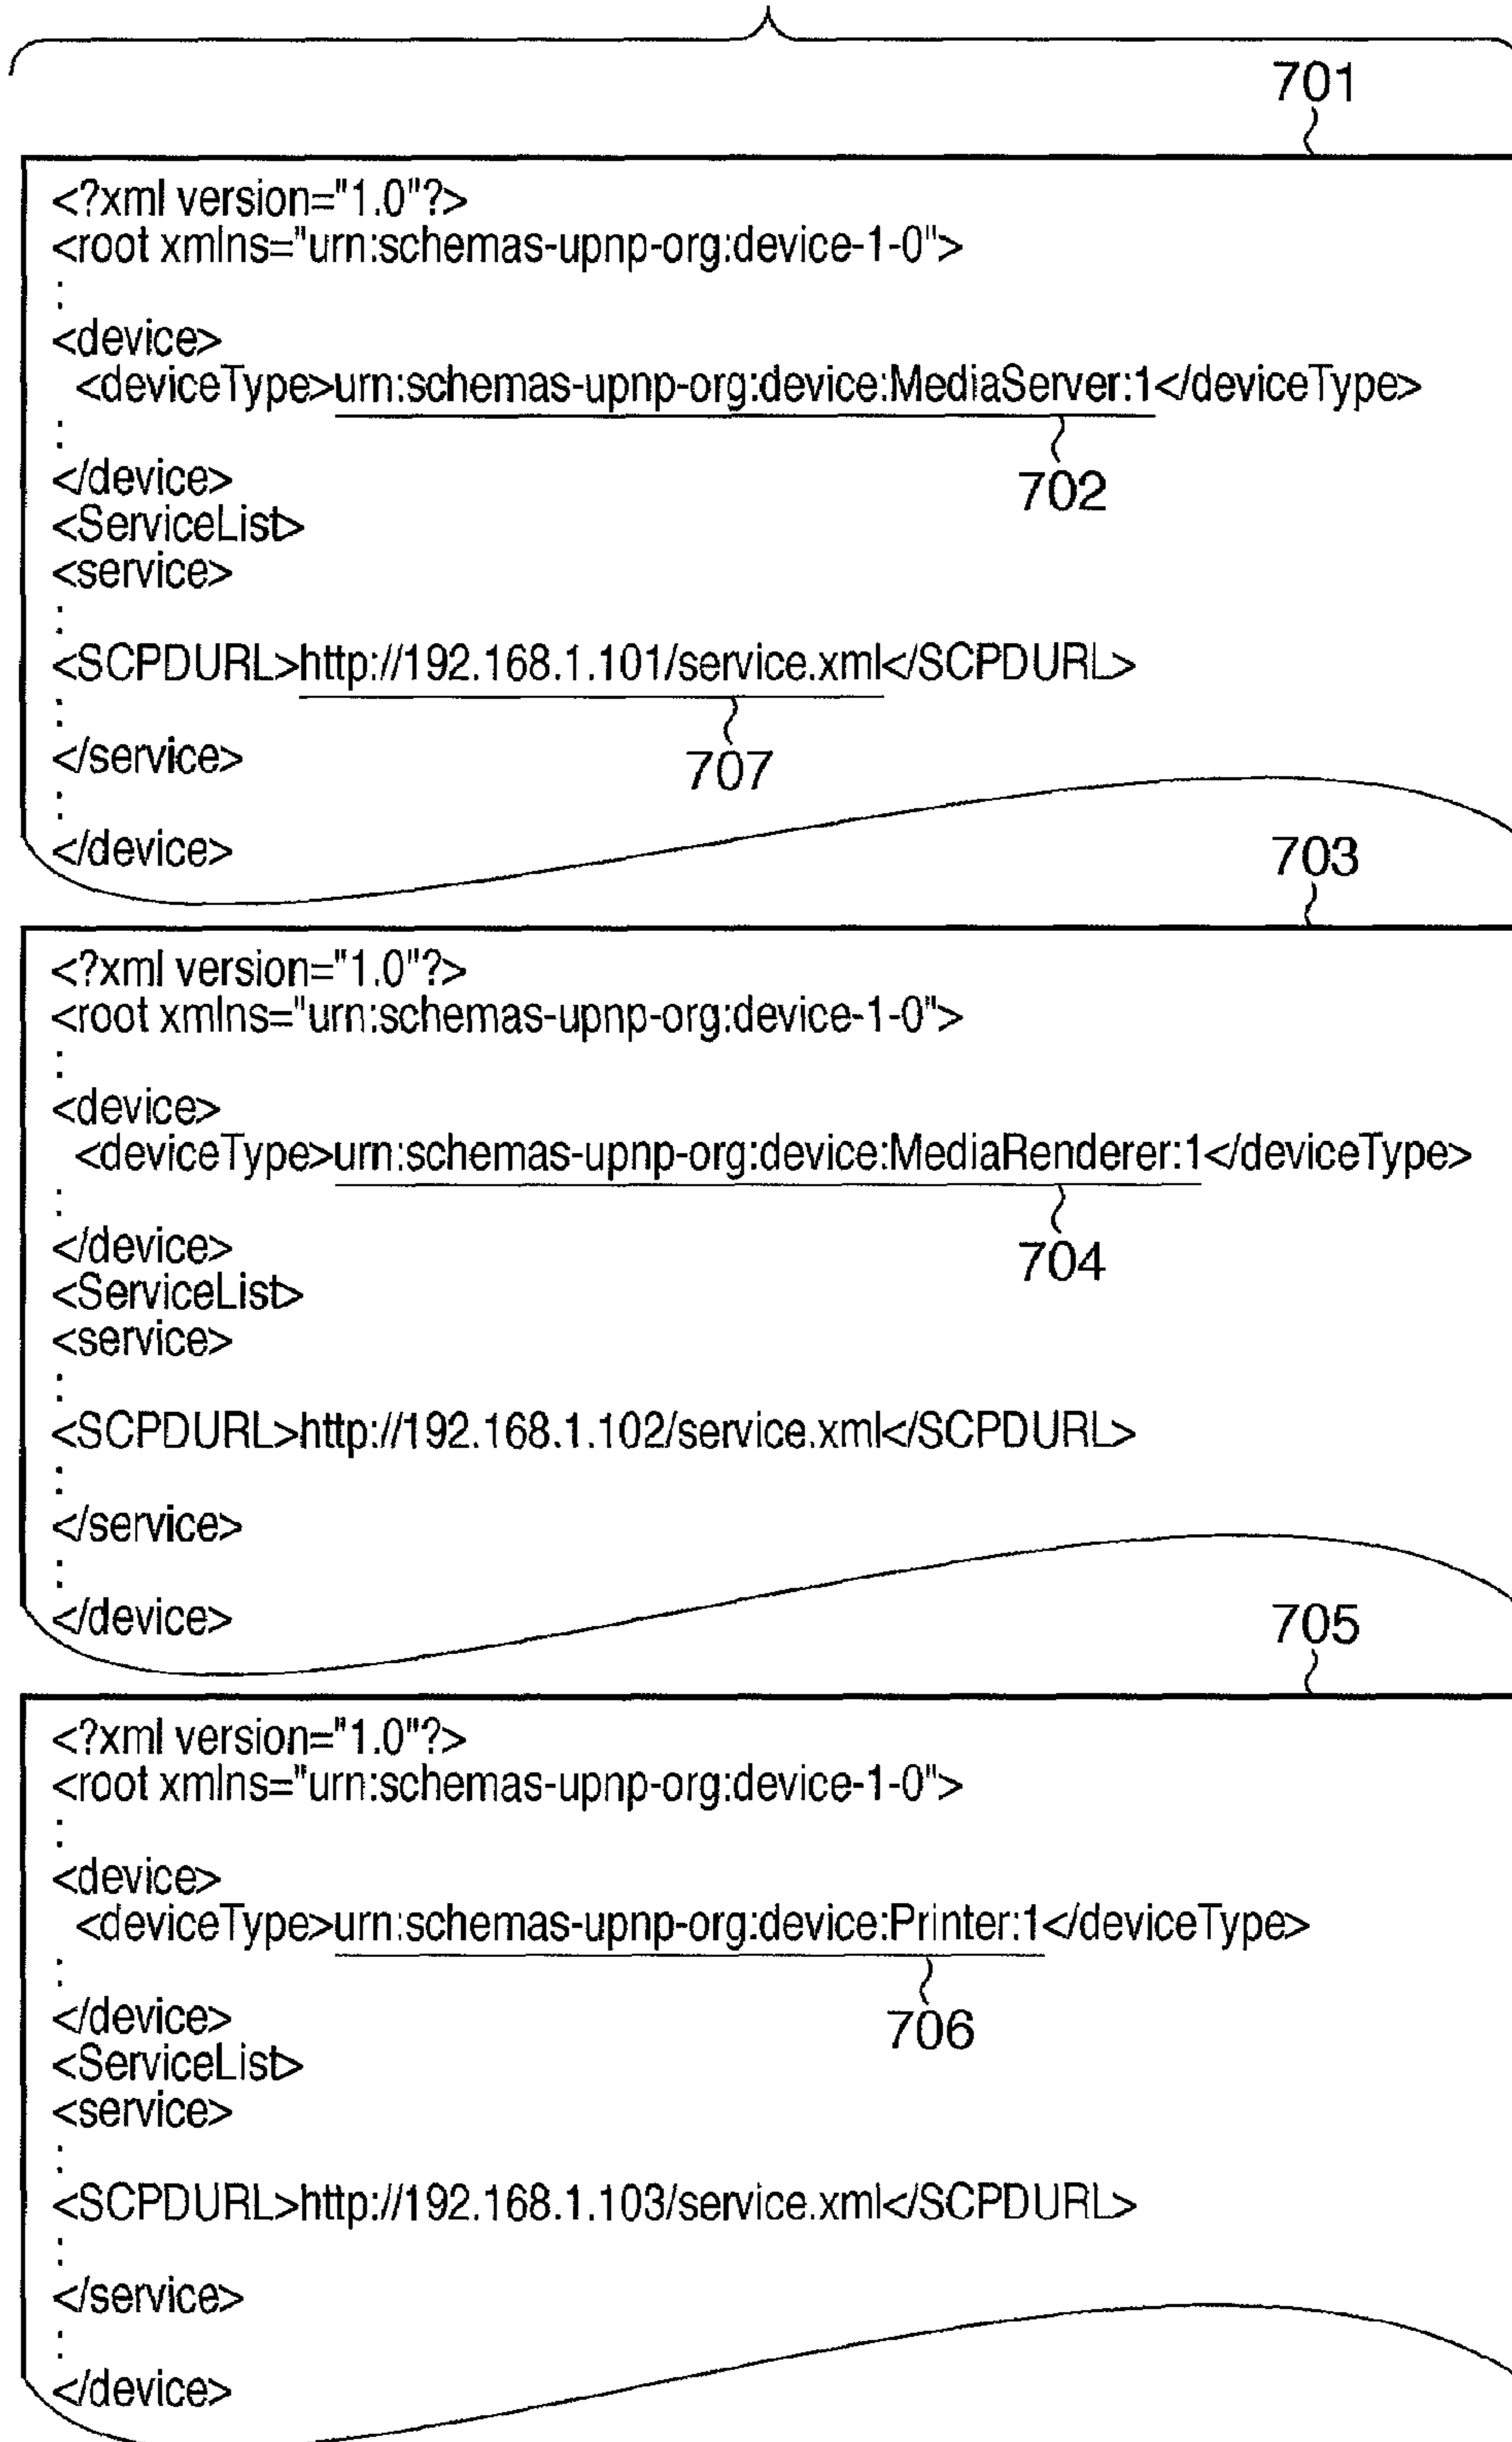 701
<?xml version="1.0"?>
<root xmlns="urn:schemas-upnp-org:device-1-0">
:
<device>
<deviceType>urn:schemas-upnp-org:device:MediaServer:1</deviceType>
:
702
</device>
<ServiceList>
<service>
:
<SCPDURL>http://192.168.1.101/service.xml</SCPDURL>
:
707
</service>
:
</device>
703
<?xml version="1.0"?>
<root xmlns="urn:schemas-upnp-org:device-1-0">
:
<device>
<deviceType>urn:schemas-upnp-org:device:MediaRenderer:1</deviceType>
:
704
</device>
<ServiceList>
<service>
:
<SCPDURL>http://192.168.1.102/service.xml</SCPDURL>
:
</service>
:
</device>
705
<?xml version="1.0"?>
<root xmlns="urn:schemas-upnp-org:device-1-0">
:
<device>
<deviceType>urn:schemas-upnp-org:device:Printer:1</deviceType>
:
706
</device>
<ServiceList>
<service>
:
<SCPDURL>http://192.168.1.103/service.xml</SCPDURL>
:
</service>
:
</device>